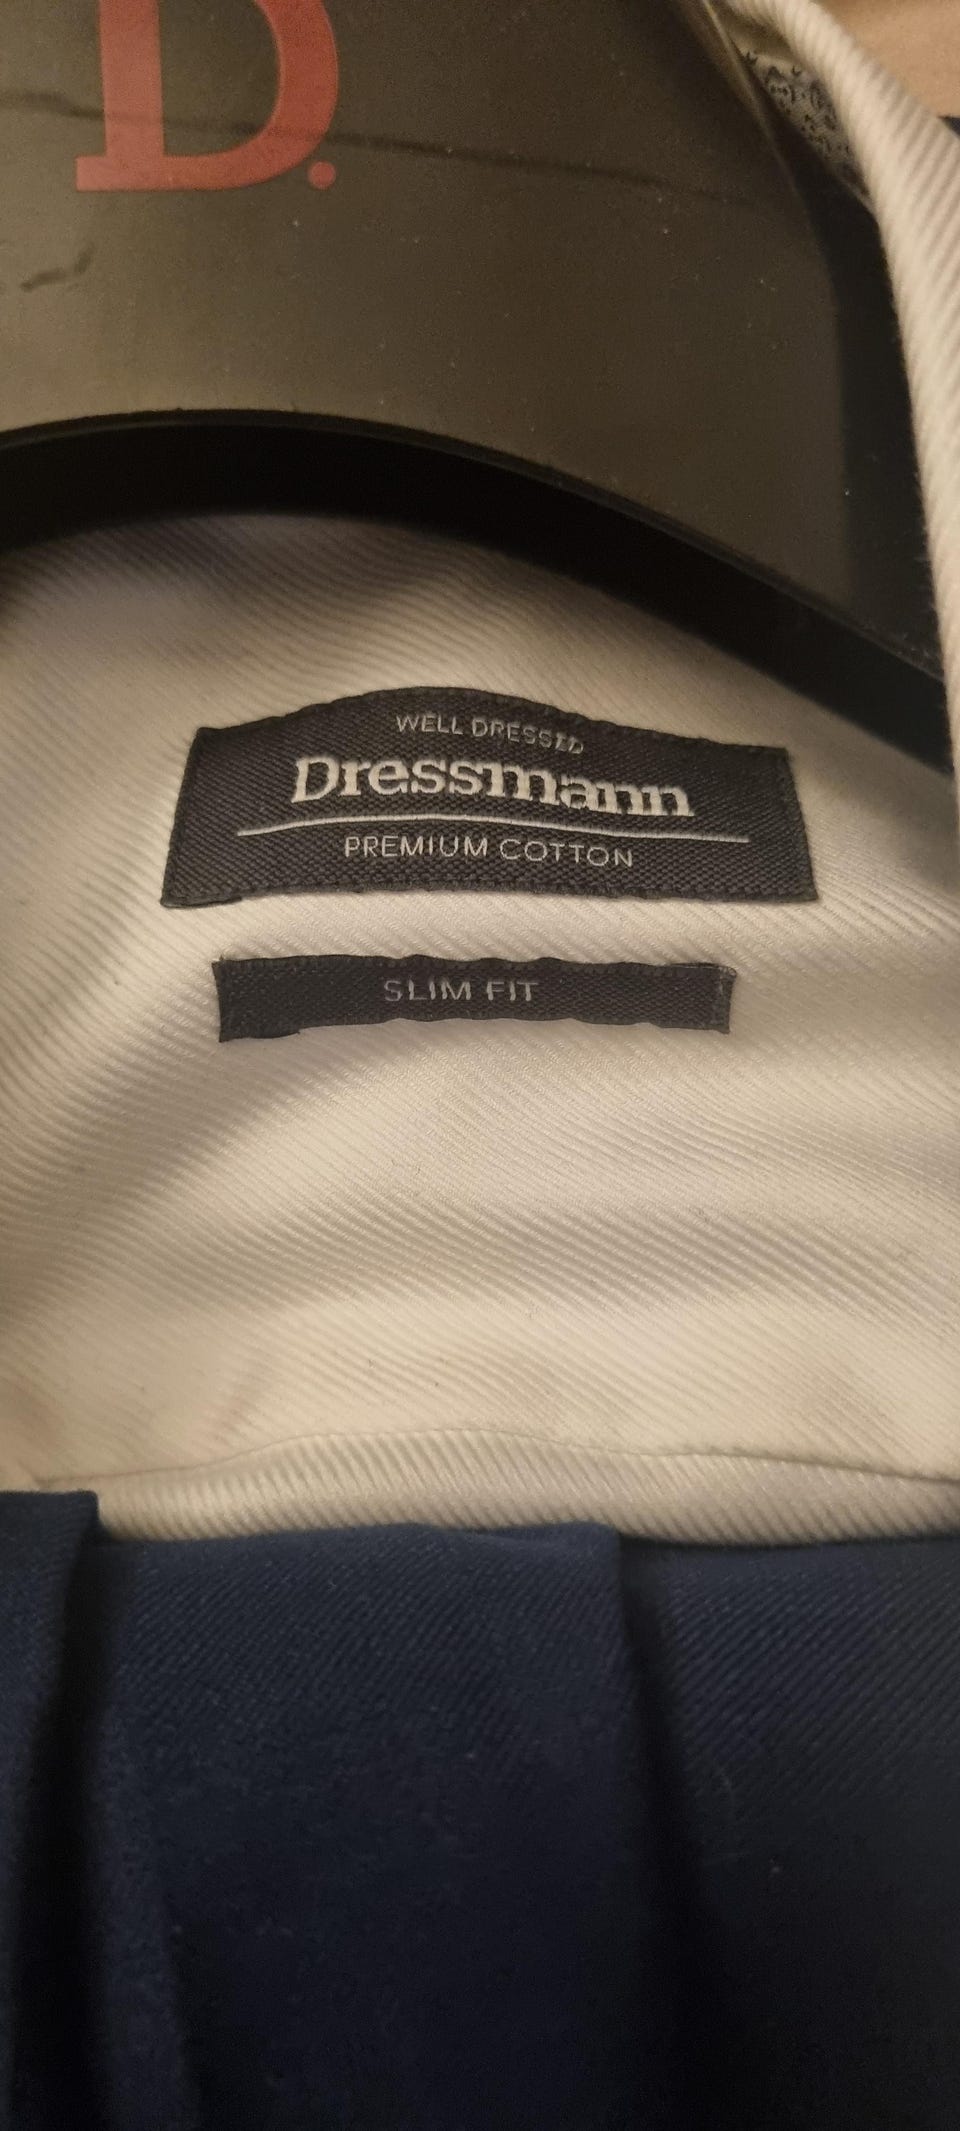 D.
WELL DRESSED
Dressmann
PREMIUM COTTON
SLIM FIT